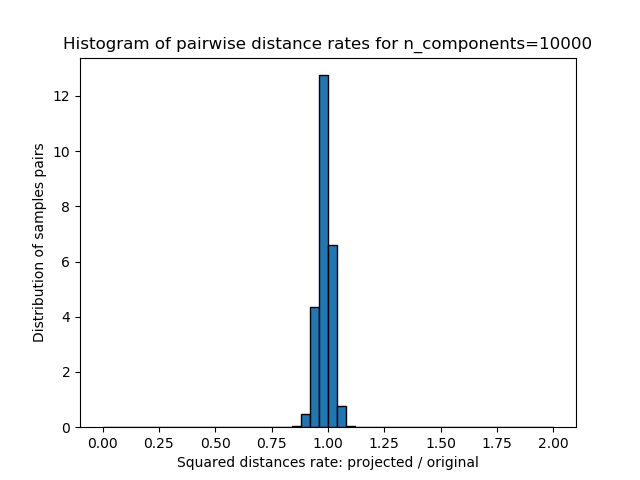 Histogram of pairwise distance rates for n_components=10000
Distribution of samples pairs
12
10
8
6
4
2
0
0.00 0.25 0.50 0.75 1.00 1.25 1.50 1.75 2.00
Squared distances rate: projected / original